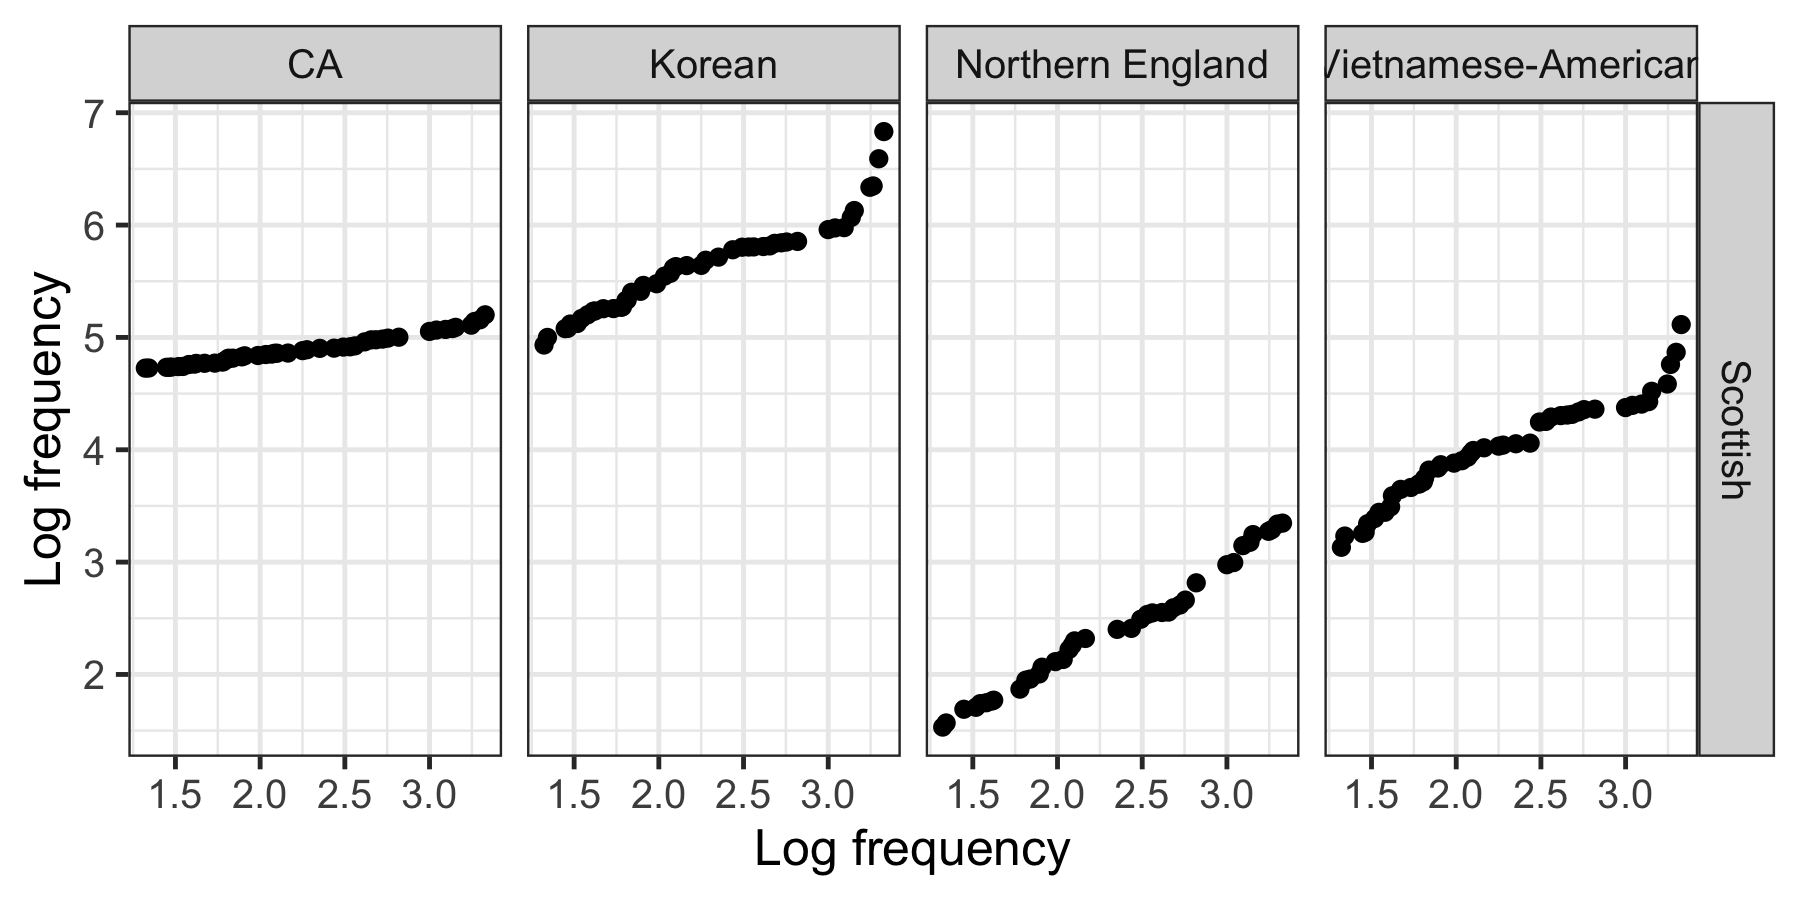 CA Korean Northern England Vietnamese-American
7
6
5
4
3
2
Log frequency
Scottish
1.5 2.0 2.5 3.0 1.5 2.0 2.5 3.0 1.5 2.0 2.5 3.0 1.5 2.0 2.5 3.0
Log frequency